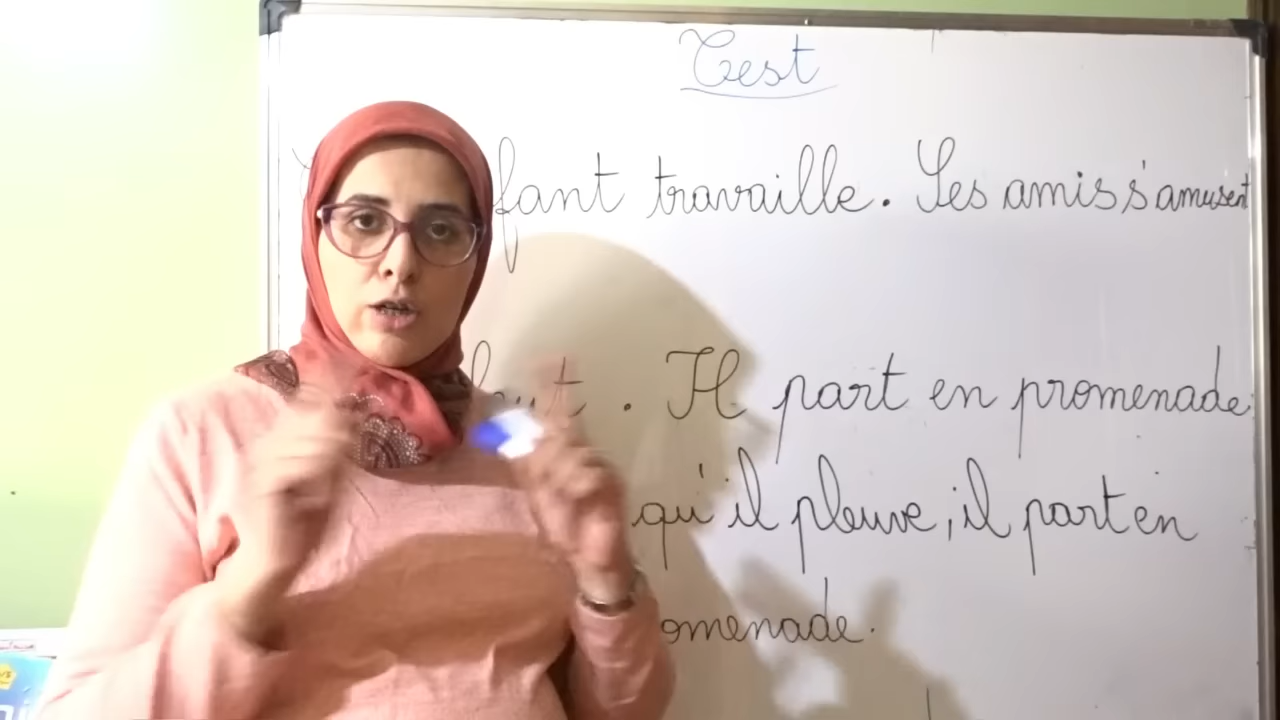 Test
fant travaille. Ses amis s'amusent
. Il part en promenade
qu'il pleuve, il part en
omenade.